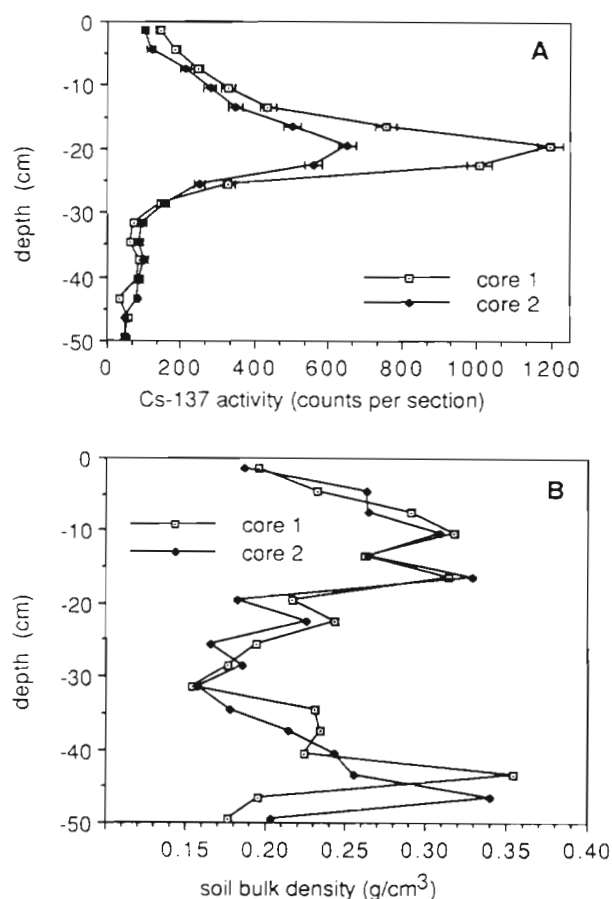 A
0
-10
-20
-30
-40
-50
depth (cm)
core 1
core 2
0 200 400 600 800 1000 1200
Cs-137 activity (counts per section)
B
0
-10
-20
-30
-40
-50
depth (cm)
core 1
core 2
0.15 0.20 0.25 0.30 0.35 0.40
soil bulk density (g/cm³)